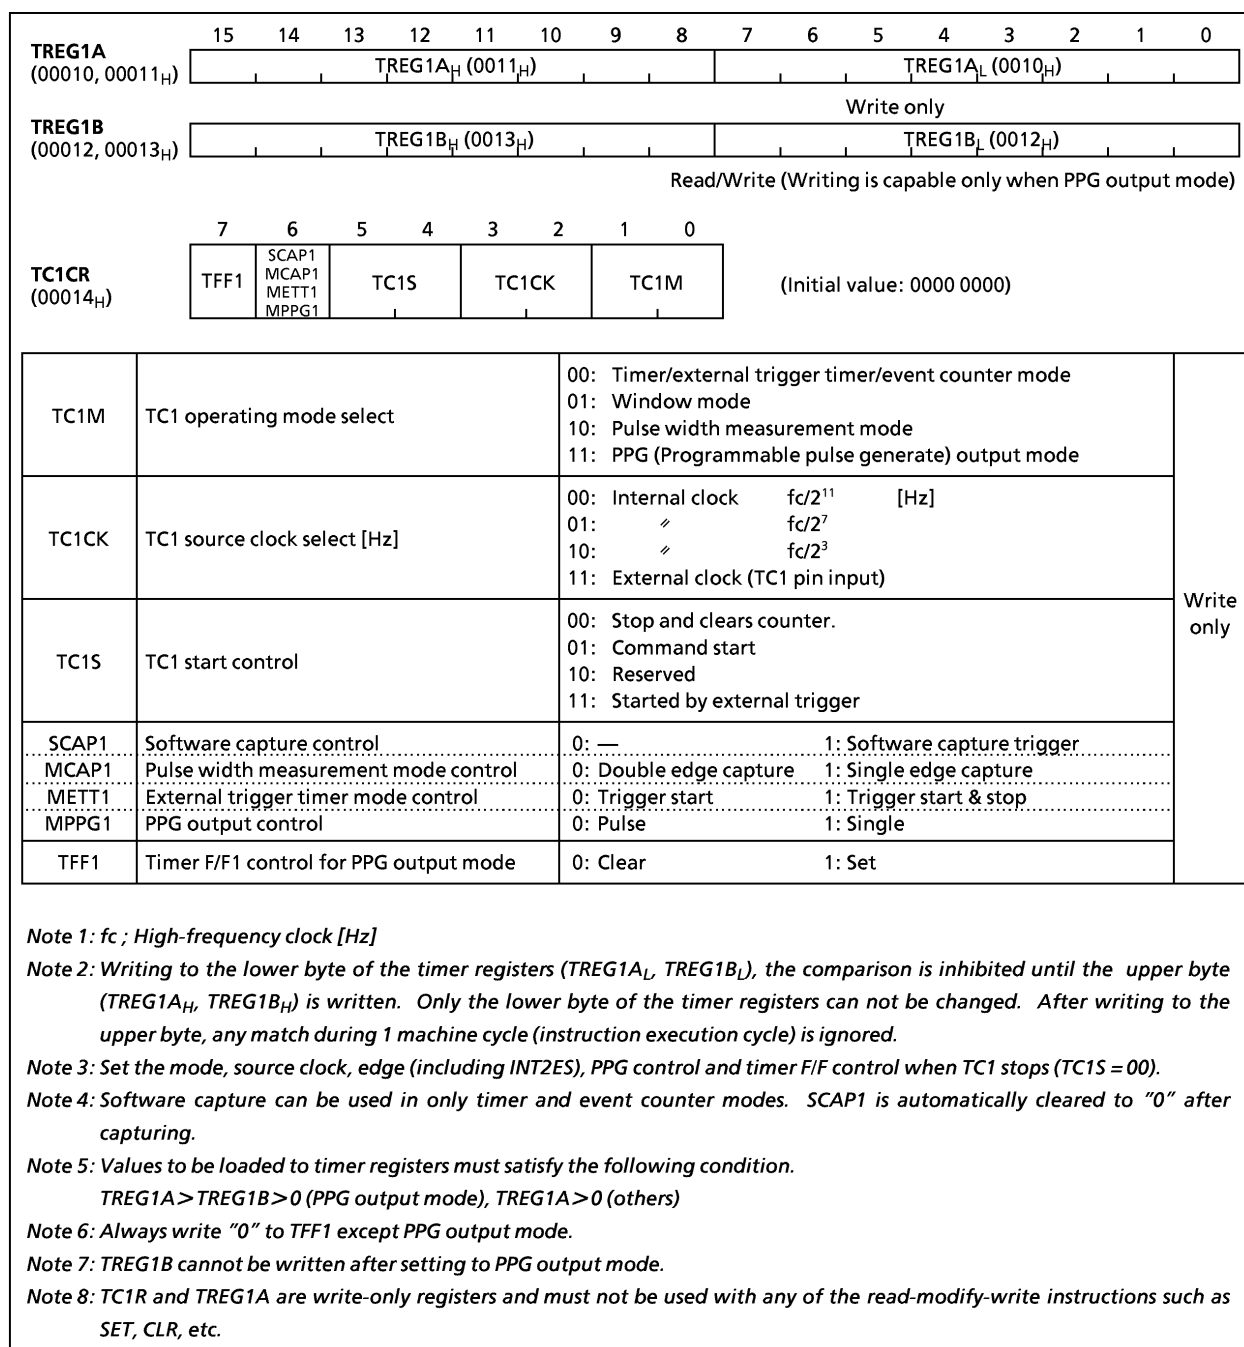 15 14 13 12 11 10 9 8 7 6 5 4 3 2 1 0
TREG1A
(00010, 00011H)
TREG1AH (0011H) TREG1AL (0010H)
Write only
TREG1B
(00012, 00013H)
TREG1BH (0013H) TREG1BL (0012H)
Read/Write (Writing is capable only when PPG output mode)
7 6 5 4 3 2 1 0
TC1CR
(00014H)
TFF1
SCAP1
MCAP1
METT1
MPPG1
TC1S TC1CK TC1M
(Initial value: 0000 0000)
TC1M TC1 operating mode select
00: Timer/external trigger timer/event counter mode
01: Window mode
10: Pulse width measurement mode
11: PPG (Programmable pulse generate) output mode
TC1CK TC1 source clock select [Hz]
00: Internal clock fc/2¹¹ [Hz]
01: 〃 fc/2⁷
10: 〃 fc/2³
11: External clock (TC1 pin input)
TC1S TC1 start control
00: Stop and clears counter.
01: Command start
10: Reserved
11: Started by external trigger
Write
only
SCAP1 Software capture control 0: — 1: Software capture trigger
MCAP1 Pulse width measurement mode control 0: Double edge capture 1: Single edge capture
METT1 External trigger timer mode control 0: Trigger start 1: Trigger start & stop
MPPG1 PPG output control 0: Pulse 1: Single
TFF1 Timer F/F1 control for PPG output mode 0: Clear 1: Set
Note 1: fc ; High-frequency clock [Hz]
Note 2: Writing to the lower byte of the timer registers (TREG1AL, TREG1BL), the comparison is inhibited until the upper byte
(TREG1AH, TREG1BH) is written. Only the lower byte of the timer registers can not be changed. After writing to the
upper byte, any match during 1 machine cycle (instruction execution cycle) is ignored.
Note 3: Set the mode, source clock, edge (including INT2ES), PPG control and timer F/F control when TC1 stops (TC1S = 00).
Note 4: Software capture can be used in only timer and event counter modes. SCAP1 is automatically cleared to "0" after
capturing.
Note 5: Values to be loaded to timer registers must satisfy the following condition.
TREG1A>TREG1B>0 (PPG output mode), TREG1A>0 (others)
Note 6: Always write "0" to TFF1 except PPG output mode.
Note 7: TREG1B cannot be written after setting to PPG output mode.
Note 8: TC1R and TREG1A are write-only registers and must not be used with any of the read-modify-write instructions such as
SET, CLR, etc.